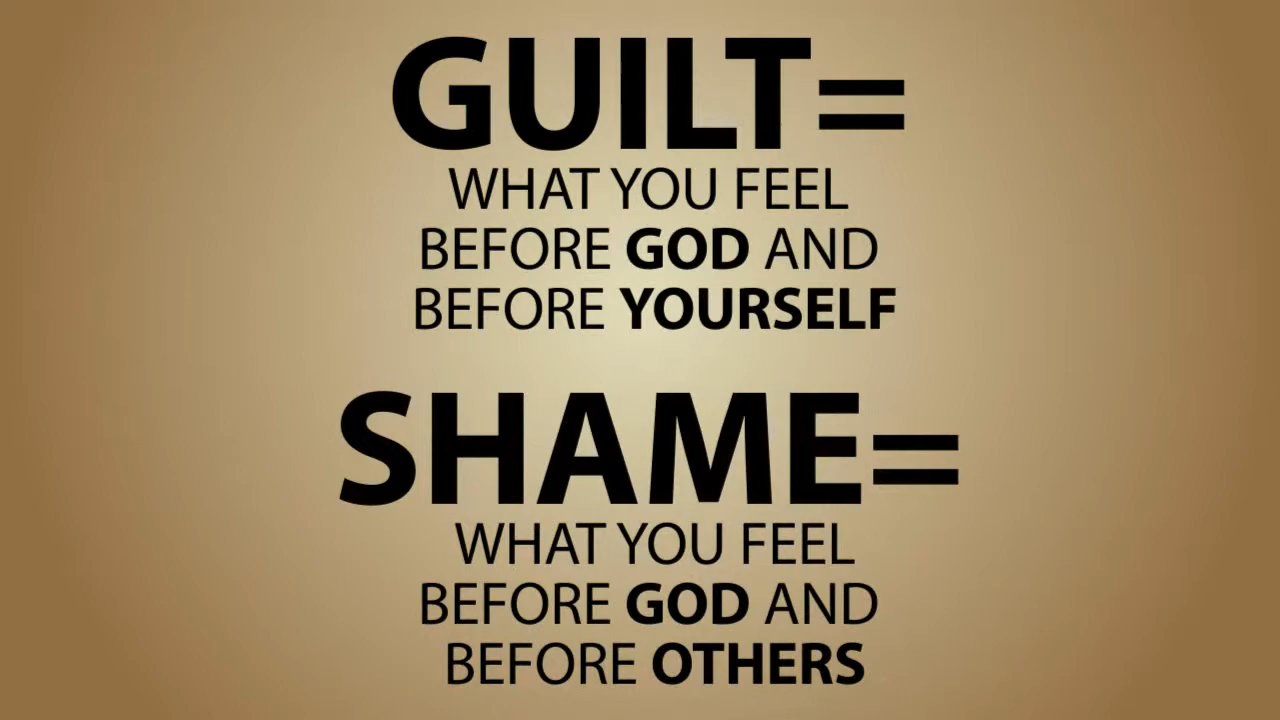 GUILT=
WHAT YOU FEEL
BEFORE GOD AND
BEFORE YOURSELF
SHAME=
WHAT YOU FEEL
BEFORE GOD AND
BEFORE OTHERS